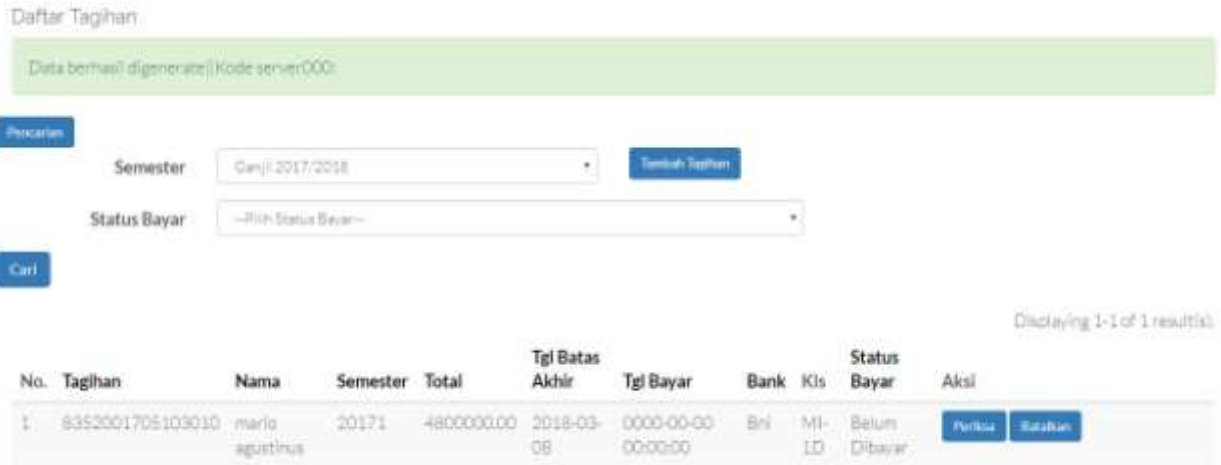 Daftar Tagihan
Data berhasil digenerate||Kode server000:
Pencarian
Semester Ganjil 2017/2018 Tambah Tagihan
Status Bayar --Pilih Status Bayar--
Cari
Displaying 1-1 of 1 result(s).
No. Tagihan Nama Semester Total Tgl Batas Akhir Tgl Bayar Bank Kls Status Bayar Aksi
1 8352001705103010 mario agustinus 20171 4800000.00 2018-03-08 0000-00-00 00:00:00 Bni MI-1D Belum Dibayar Periksa Batalkan